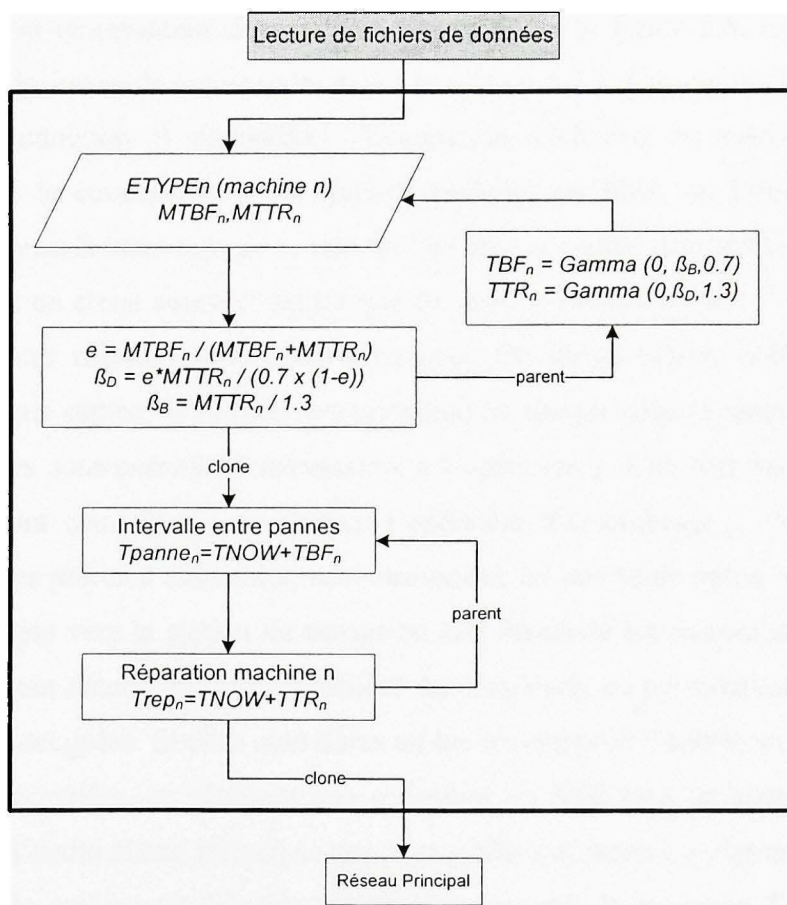 Lecture de fichiers de données
ETYPEn (machine n)
MTBFₙ,MTTRₙ
TBFₙ = Gamma (0, ßB,0.7)
TTRₙ = Gamma (0,ßD,1.3)
e = MTBFₙ / (MTBFₙ+MTTRₙ)
ßD = e*MTTRₙ / (0.7 x (1-e))
ßB = MTTRₙ / 1.3
parent
clone
Intervalle entre pannes
Tpanneₙ=TNOW+TBFₙ
parent
Réparation machine n
Trepₙ=TNOW+TTRₙ
clone
Réseau Principal